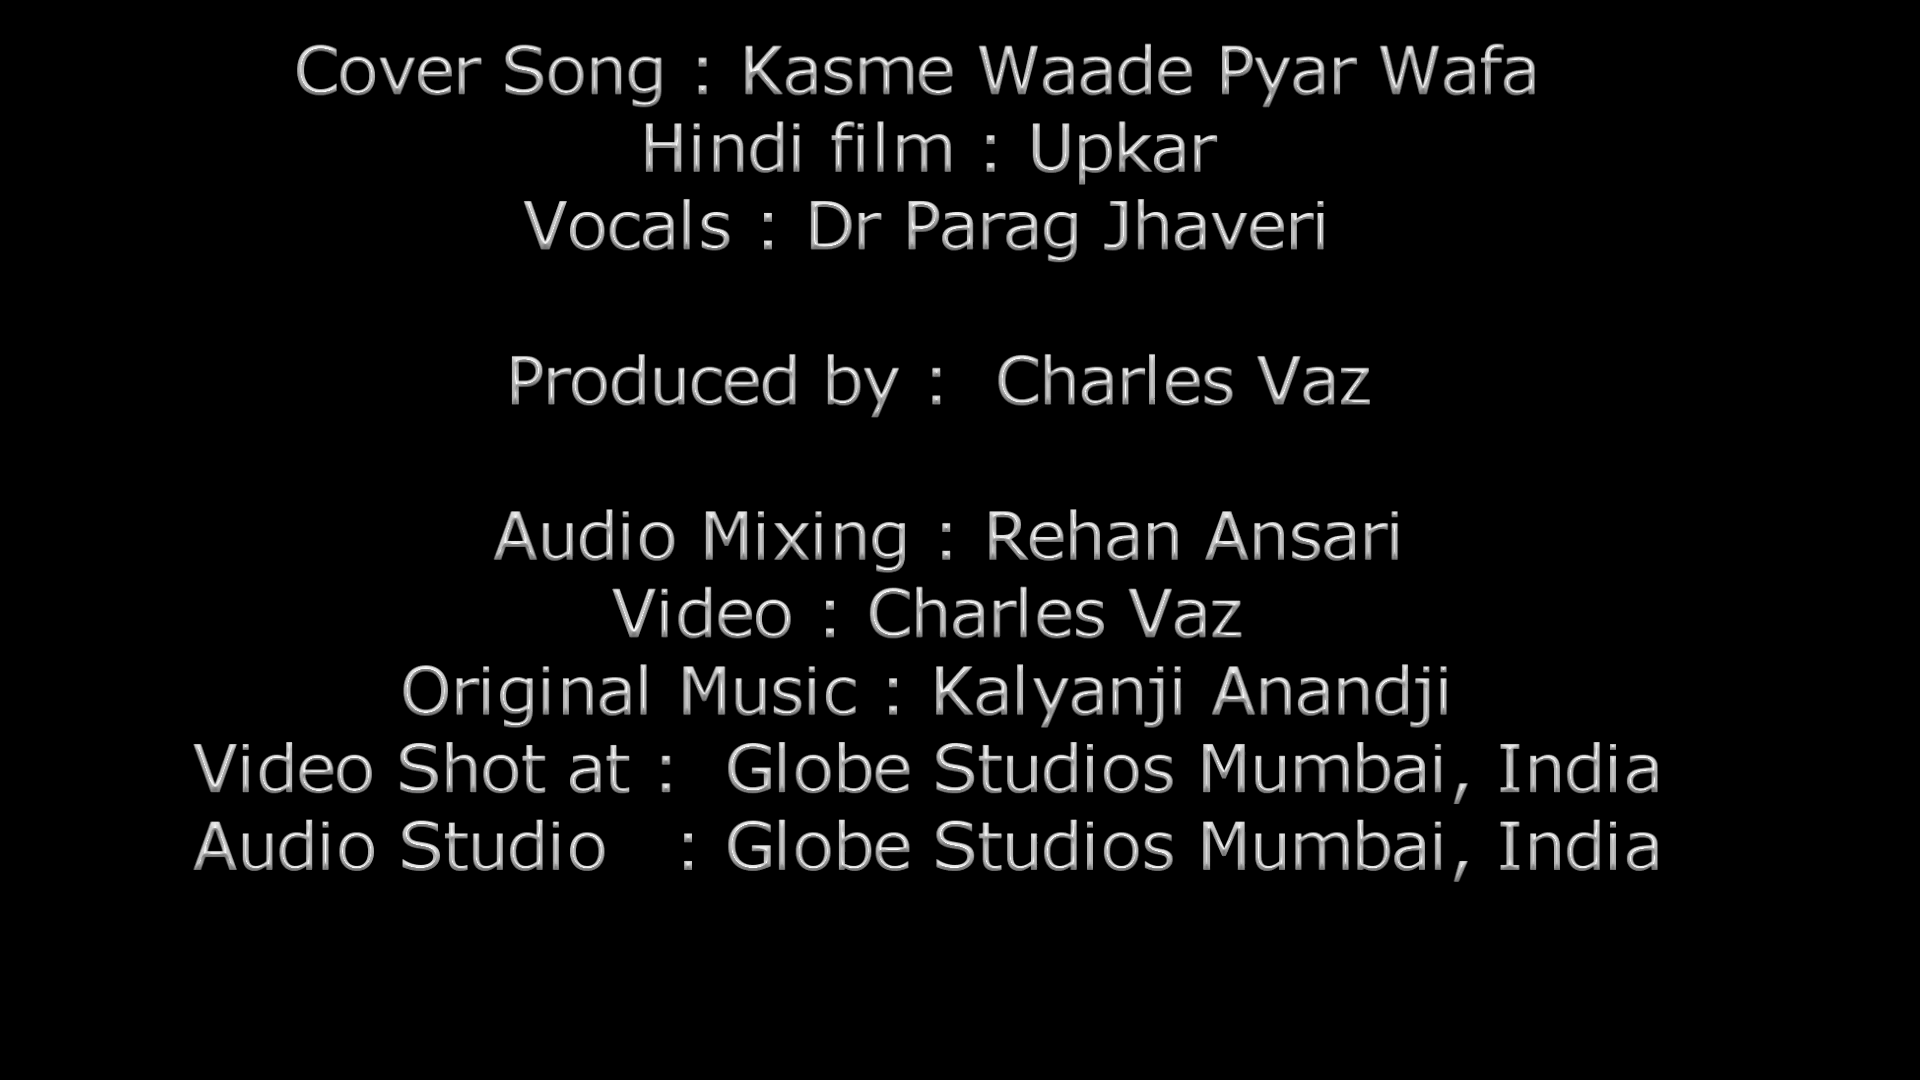 Cover Song : Kasme Waade Pyar Wafa
Hindi film : Upkar
Vocals : Dr Parag Jhaveri
Produced by :  Charles Vaz
Audio Mixing : Rehan Ansari
Video : Charles Vaz
Original Music : Kalyanji Anandji
Video Shot at :  Globe Studios Mumbai, India
Audio Studio   : Globe Studios Mumbai, India